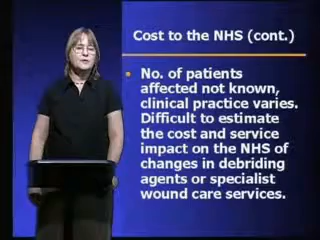 Cost to the NHS (cont.)
• No. of patients
affected not known,
clinical practice varies.
Difficult to estimate
the cost and service
impact on the NHS of
changes in debriding
agents or specialist
wound care services.